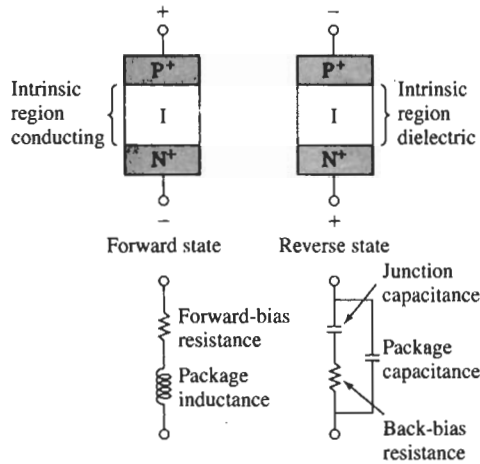 +
−
P+
P+
Intrinsic
region
conducting
I
I
Intrinsic
region
dielectric
N+
N+
−
+
Forward state
Reverse state
Junction
capacitance
Forward-bias
resistance
Package
inductance
Package
capacitance
Back-bias
resistance